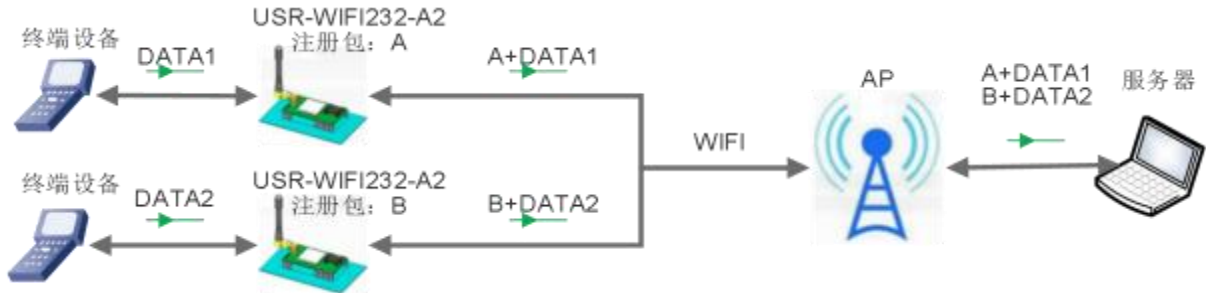 终端设备
DATA1
USR-WIFI232-A2
注册包：A
A+DATA1
AP
A+DATA1
B+DATA2
服务器
WIFI
终端设备
DATA2
USR-WIFI232-A2
注册包：B
B+DATA2